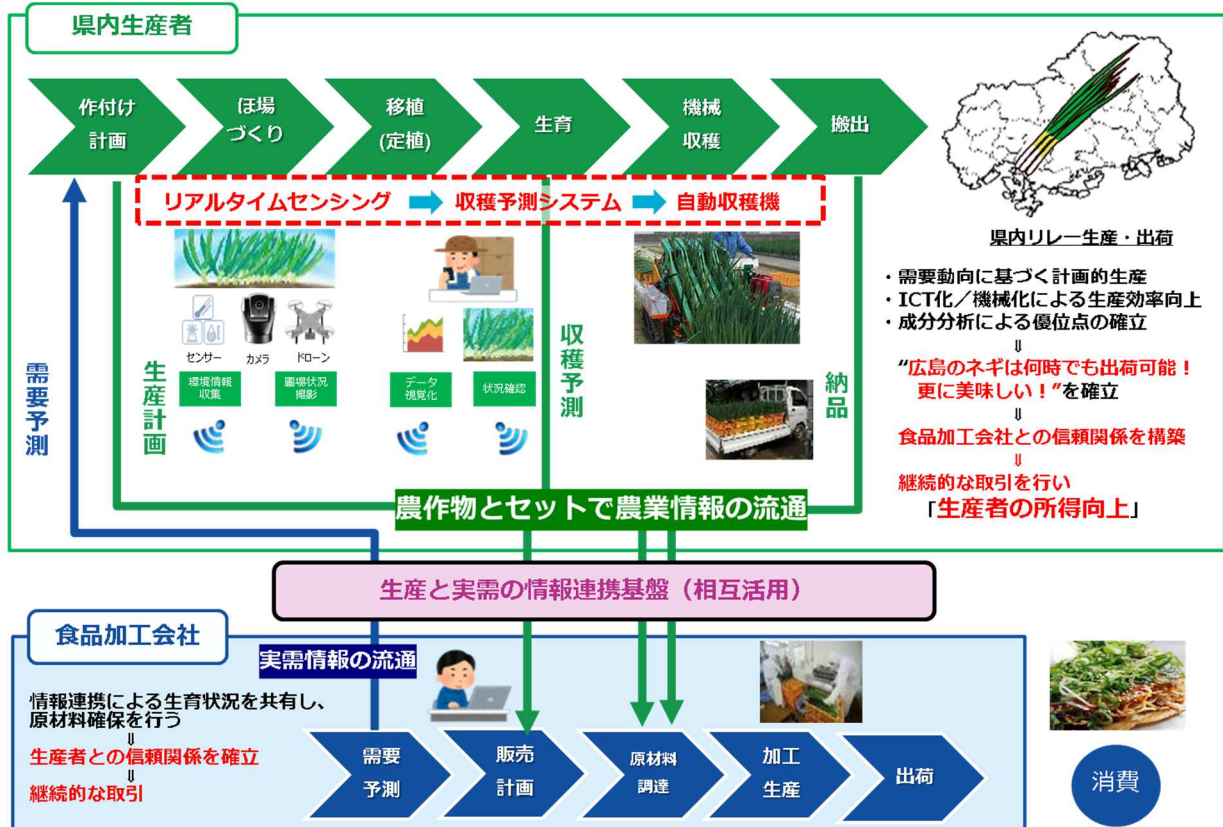 県内生産者
作付け
計画
ほ場
づくり
移植
(定植)
生育
機械
収穫
搬出
リアルタイムセンシング
収穫予測システム
自動収穫機
県内リレー生産・出荷
・需要動向に基づく計画的生産
・ICT化／機械化による生産効率向上
・成分分析による優位点の確立
⇓
“広島のネギは何時でも出荷可能！
更に美味しい！”を確立
⇓
食品加工会社との信頼関係を構築
⇓
継続的な取引を行い
「生産者の所得向上」
需要予測
生産計画
センサー
カメラ
ドローン
環境情報
収集
圃場状況
撮影
データ
視覚化
状況確認
収穫予測
納品
農作物とセットで農業情報の流通
生産と実需の情報連携基盤（相互活用）
食品加工会社
実需情報の流通
情報連携による生育状況を共有し、
原材料確保を行う
⇓
生産者との信頼関係を確立
⇓
継続的な取引
需要
予測
販売
計画
原材料
調達
加工
生産
出荷
消費